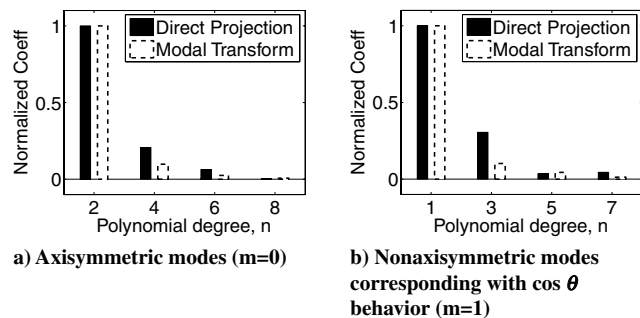 Normalized Coeff
1
0.5
0
Direct Projection
Modal Transform
2 4 6 8
Polynomial degree, n
a) Axisymmetric modes (m=0)
Normalized Coeff
1
0.5
0
Direct Projection
Modal Transform
1 3 5 7
Polynomial degree, n
b) Nonaxisymmetric modes
corresponding with cos θ
behavior (m=1)